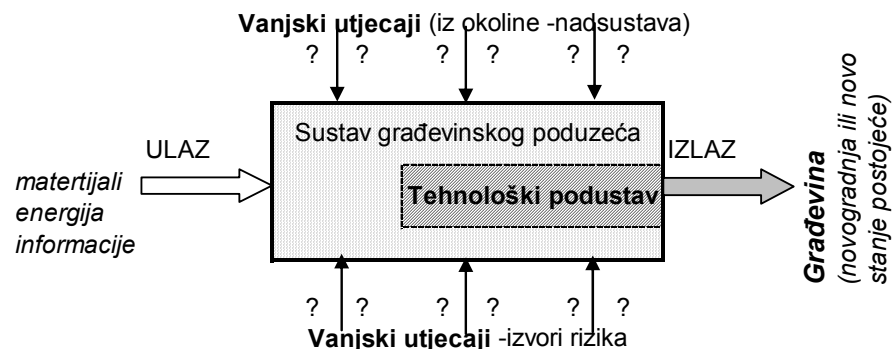 Vanjski utjecaji (iz okoline -nadsustava)
? ? ? ? ? ?
Sustav građevinskog poduzeća
ULAZ
IZLAZ
Tehnološki podustav
matertijali
energija
informacije
Građevina
(novogradnja ili novo
stanje postojeće)
? ? ? ? ? ?
Vanjski utjecaji -izvori rizika